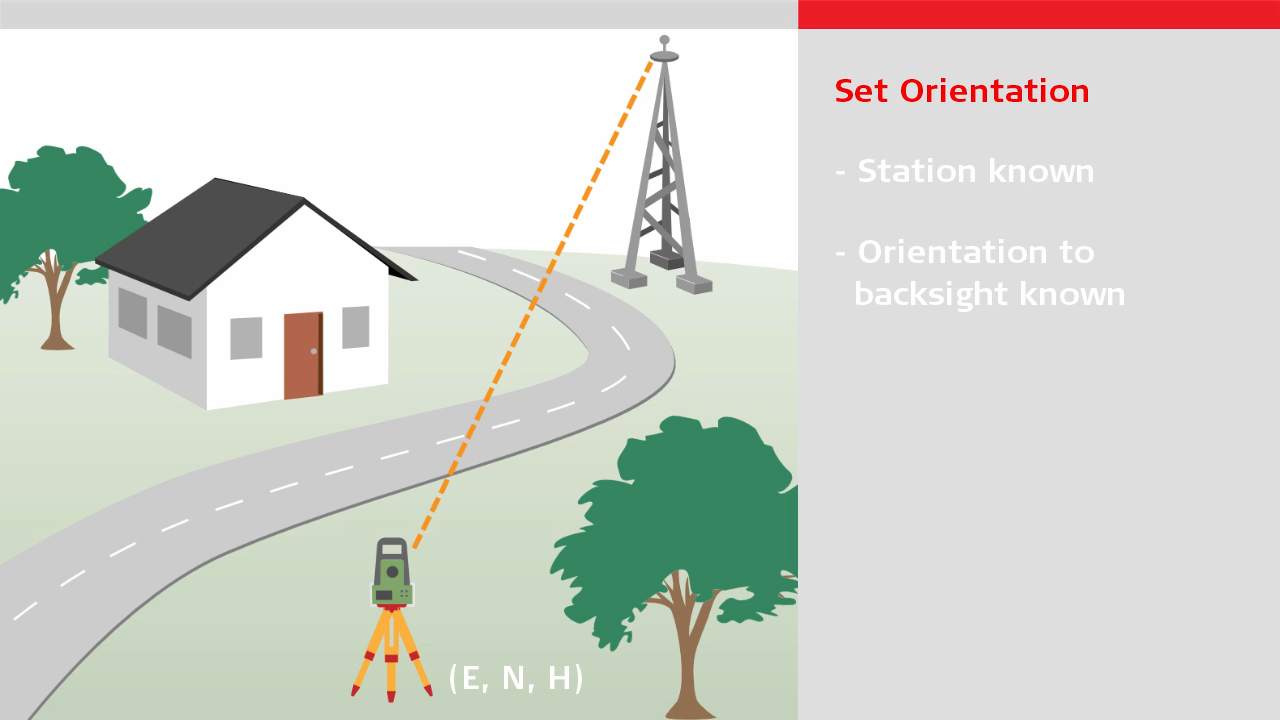 Set Orientation
- Station known
- Orientation to
backsight known
(E, N, H)